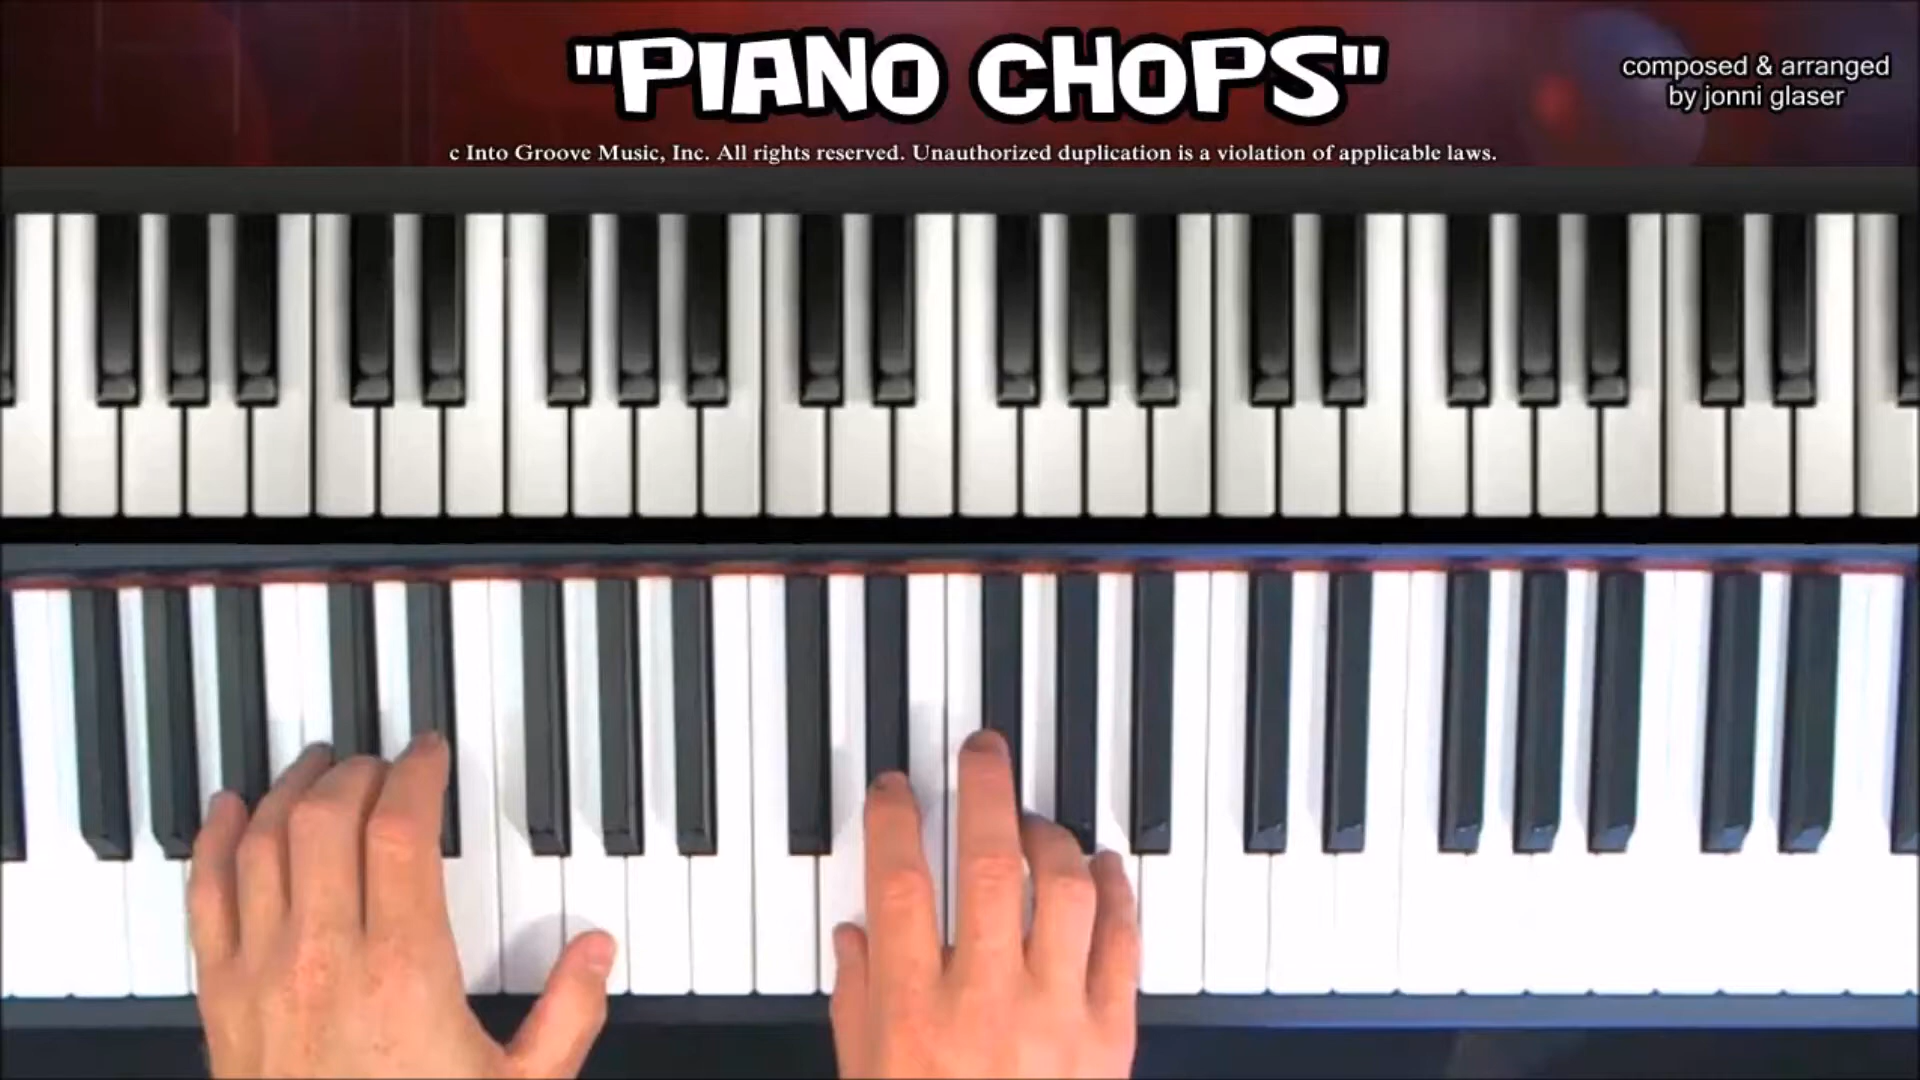 "PIANO CHOPS"
composed & arranged
by jonni glaser
c Into Groove Music, Inc. All rights reserved. Unauthorized duplication is a violation of applicable laws.